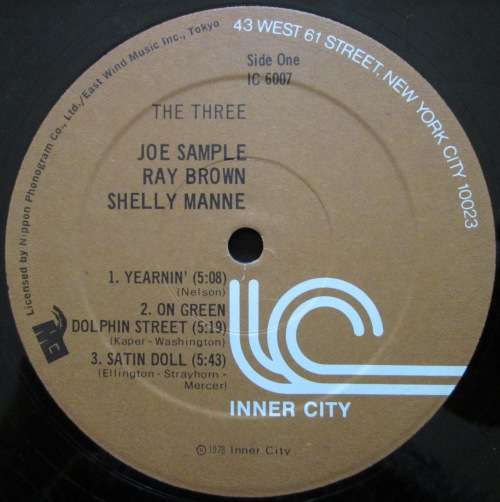 43 WEST 61 STREET, NEW YORK CITY 10023
Licensed by Nippon Phonogram Co., Ltd./East Wind Music Inc., Tokyo
Side One
IC 6007
THE THREE
JOE SAMPLE
RAY BROWN
SHELLY MANNE
1. YEARNIN' (5:08)
(Nelson)
2. ON GREEN
DOLPHIN STREET (5:19)
(Kaper - Washington)
3. SATIN DOLL (5:43)
(Ellington - Strayhorn -
Mercer)
INNER CITY
© 1978 Inner City